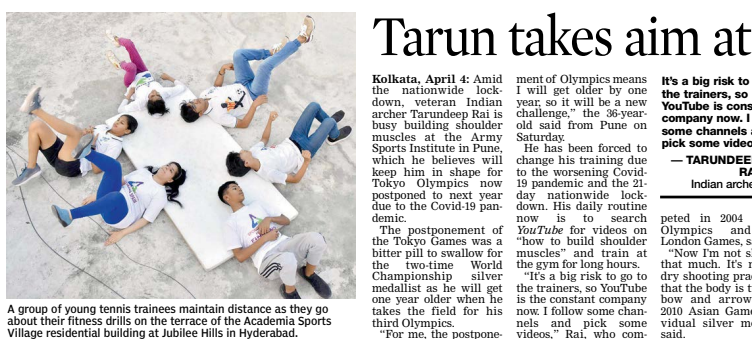 Tarun takes aim at
A group of young tennis trainees maintain distance as they go
about their fitness drills on the terrace of the Academia Sports
Village residential building at Jubilee Hills in Hyderabad.
Kolkata, April 4: Amid
the nationwide lock-
down, veteran Indian
archer Tarundeep Rai is
busy building shoulder
muscles at the Army
Sports Institute in Pune,
which he believes will
keep him in shape for
Tokyo Olympics now
postponed to next year
due to the Covid-19 pan-
demic.
The postponement of
the Tokyo Games was a
bitter pill to swallow for
the two-time World
Championship silver
medallist as he will get
one year older when he
takes the field for his
third Olympics.
“For me, the postpone-
ment of Olympics means
I will get older by one
year, so it will be a new
challenge,” the 36-year-
old said from Pune on
Saturday.
He has been forced to
change his training due
to the worsening Covid-
19 pandemic and the 21-
day nationwide lock-
down. His daily routine
now is to search
YouTube for videos on
“how to build shoulder
muscles” and train at
the gym for long hours.
“It's a big risk to go to
the trainers, so YouTube
is the constant company
now. I follow some chan-
nels and pick some
videos,” Rai, who com-
It's a big risk to
the trainers, so
YouTube is cons
company now. I
some channels a
pick some video
— TARUNDEE
RA
Indian arche
peted in 2004
Olympics and
London Games, s
“Now I'm not sh
that much. It's m
dry shooting prac
that the body is t
bow and arrow
2010 Asian Game
vidual silver me
said.